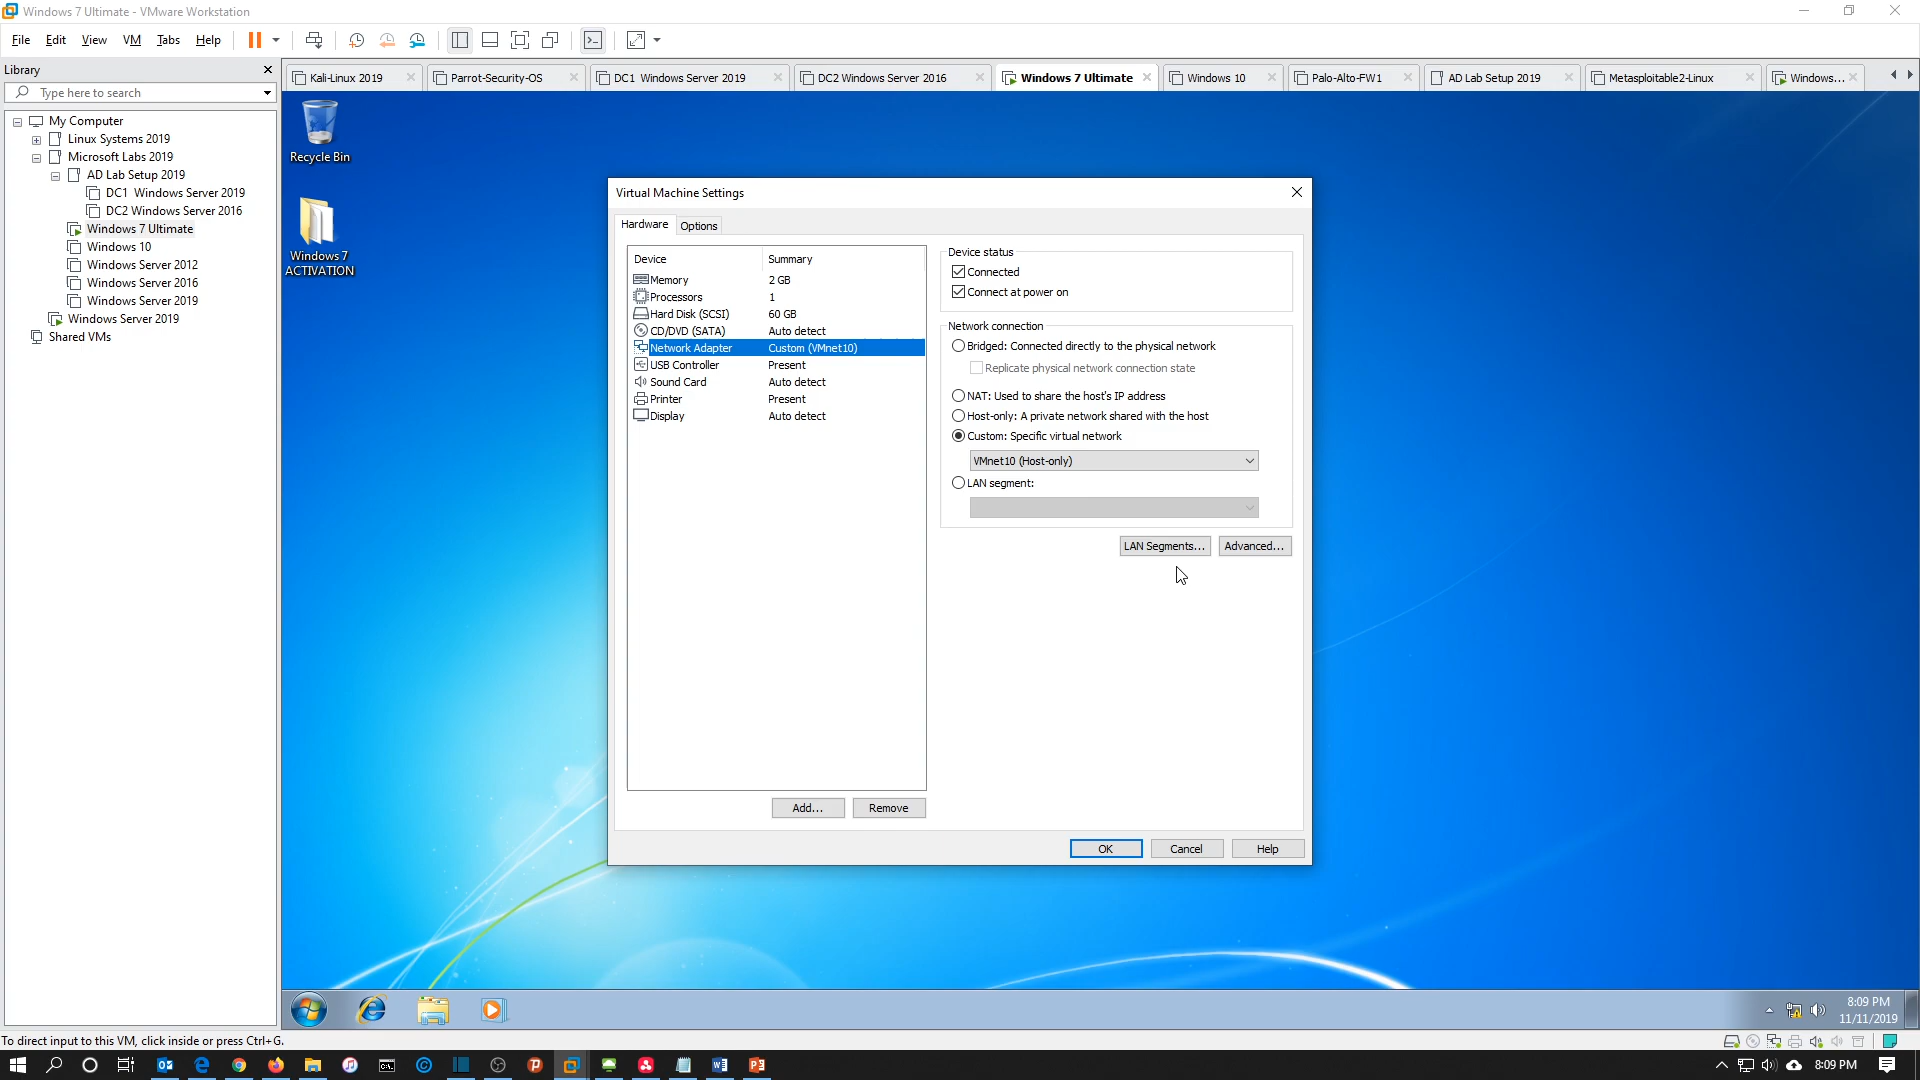 Windows 7 Ultimate - VMware Workstation
File Edit View VM Tabs Help
Library
Type here to search
My Computer
Linux Systems 2019
Microsoft Labs 2019
AD Lab Setup 2019
DC1 Windows Server 2019
DC2 Windows Server 2016
Windows 7 Ultimate
Windows 10
Windows Server 2012
Windows Server 2016
Windows Server 2019
Windows Server 2019
Shared VMs
Kali-Linux 2019 Parrot-Security-OS DC1 Windows Server 2019 DC2 Windows Server 2016 Windows 7 Ultimate Windows 10 Palo-Alto-FW1 AD Lab Setup 2019 Metasploitable2-Linux Windows...
Recycle Bin
Windows 7
ACTIVATION
Virtual Machine Settings
Hardware Options
Device Summary
Memory 2 GB
Processors 1
Hard Disk (SCSI) 60 GB
CD/DVD (SATA) Auto detect
Network Adapter Custom (VMnet10)
USB Controller Present
Sound Card Auto detect
Printer Present
Display Auto detect
Add... Remove
Device status
Connected
Connect at power on
Network connection
Bridged: Connected directly to the physical network
Replicate physical network connection state
NAT: Used to share the host's IP address
Host-only: A private network shared with the host
Custom: Specific virtual network
VMnet10 (Host-only)
LAN segment:
LAN Segments... Advanced...
OK Cancel Help
8:09 PM
11/11/2019
To direct input to this VM, click inside or press Ctrl+G.
8:09 PM